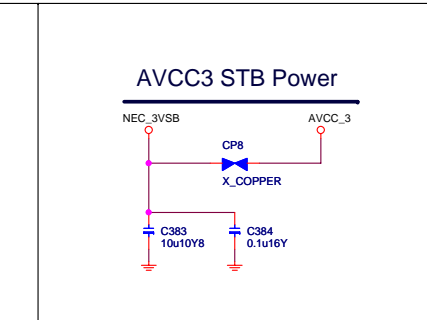 AVCC3 STB Power
NEC_3VSB
AVCC_3
CP8
X_COPPER
C383
10u10Y8
C384
0.1u16Y